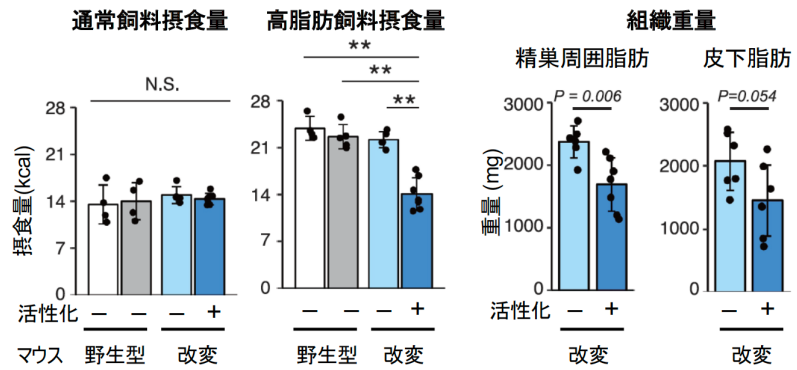 通常飼料摂食量
高脂肪飼料摂食量
組織重量
精巣周囲脂肪
皮下脂肪
N.S.
**
**
**
P = 0.006
P=0.054
摂食量(kcal)
28
21
14
7
0
28
21
14
7
0
重量 (mg)
3000
2000
1000
0
3000
2000
1000
0
活性化 − − − +
− − − +
活性化 − +
− +
マウス 野生型 改変
野生型 改変
改変
改変